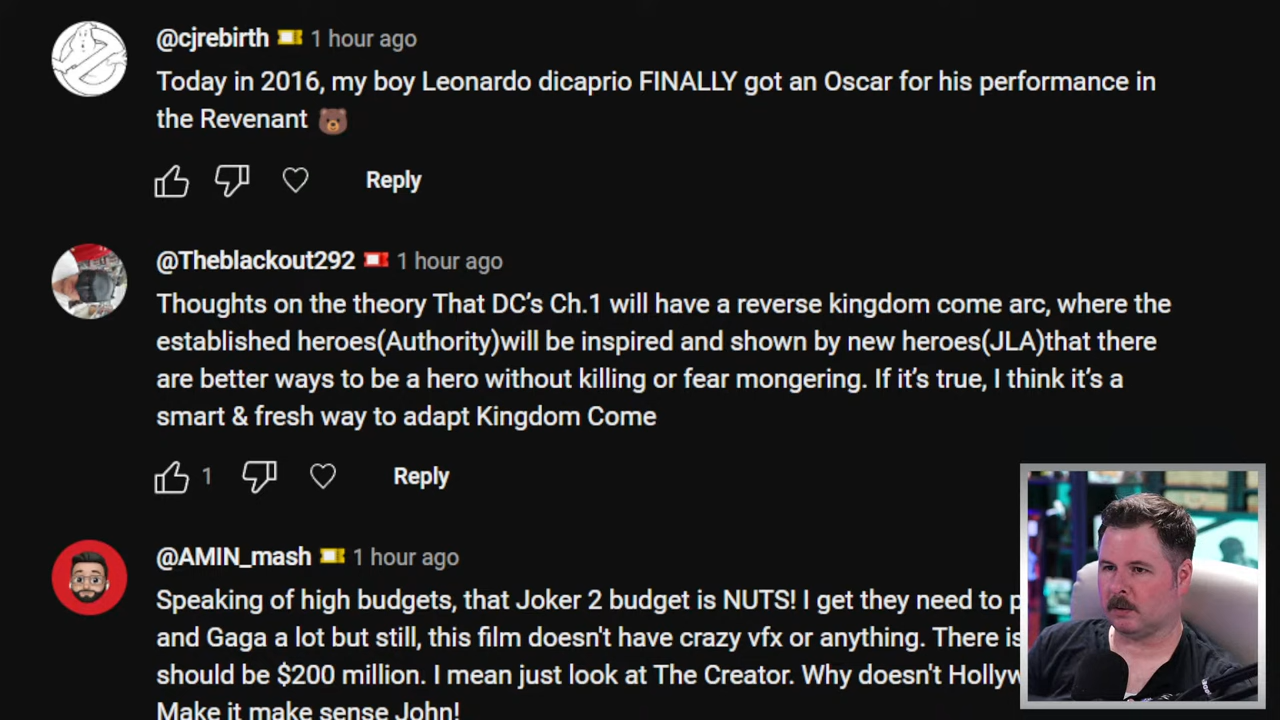 @cjrebirth 1 hour ago
Today in 2016, my boy Leonardo dicaprio FINALLY got an Oscar for his performance in
the Revenant 🐻
Reply
@Theblackout292 1 hour ago
Thoughts on the theory That DC’s Ch.1 will have a reverse kingdom come arc, where the
established heroes(Authority)will be inspired and shown by new heroes(JLA)that there
are better ways to be a hero without killing or fear mongering. If it’s true, I think it’s a
smart & fresh way to adapt Kingdom Come
1 Reply
@AMIN_mash 1 hour ago
Speaking of high budgets, that Joker 2 budget is NUTS! I get they need to
and Gaga a lot but still, this film doesn't have crazy vfx or anything. There is
should be $200 million. I mean just look at The Creator. Why doesn't
Make it make sense John!